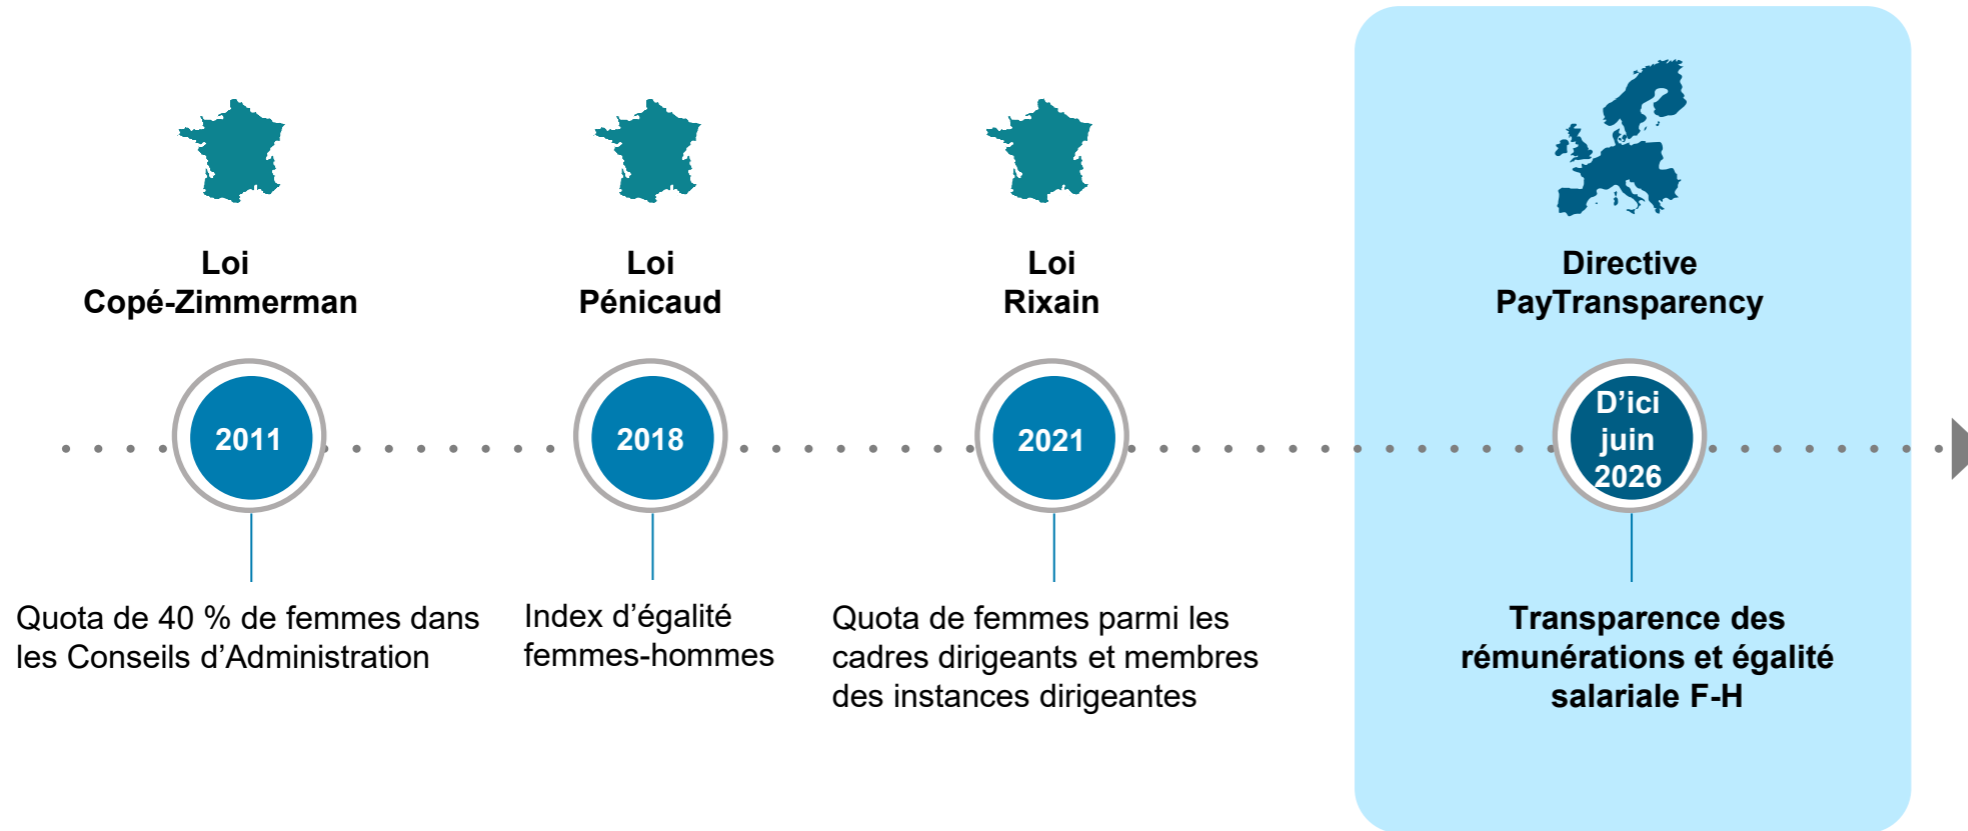 Loi
Copé-Zimmerman
2011
Quota de 40 % de femmes dans
les Conseils d’Administration
Loi
Pénicaud
2018
Index d’égalité
femmes-hommes
Loi
Rixain
2021
Quota de femmes parmi les
cadres dirigeants et membres
des instances dirigeantes
Directive
PayTransparency
D’ici
juin
2026
Transparence des
rémunérations et égalité
salariale F-H